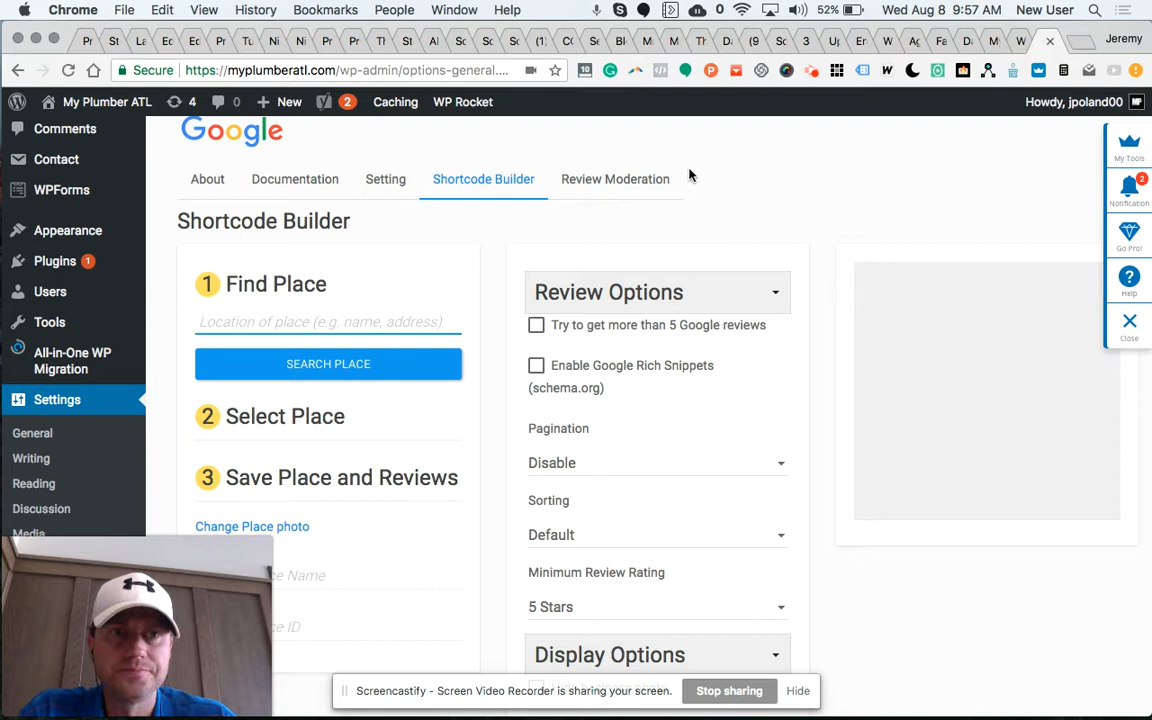 Chrome File Edit View History Bookmarks People Window Help 0 52% Wed Aug 8 9:57 AM New User
Jeremy
Secure https://myplumberatl.com/wp-admin/options-general....
My Plumber ATL 4 0 New 2 Caching WP Rocket Howdy, jpoland00
Comments
Contact
WPForms
Appearance
Plugins 1
Users
Tools
All-in-One WP
Migration
Settings
General
Writing
Reading
Discussion
Media
Google
About Documentation Setting Shortcode Builder Review Moderation
Shortcode Builder
1 Find Place
Location of place (e.g. name, address)
SEARCH PLACE
2 Select Place
3 Save Place and Reviews
Change Place photo
ce Name
ce ID
Review Options
Try to get more than 5 Google reviews
Enable Google Rich Snippets
(schema.org)
Pagination
Disable
Sorting
Default
Minimum Review Rating
5 Stars
Display Options
My Tools
2
Notification
Go Pro!
Help
Close
Screencastify - Screen Video Recorder is sharing your screen. Stop sharing Hide